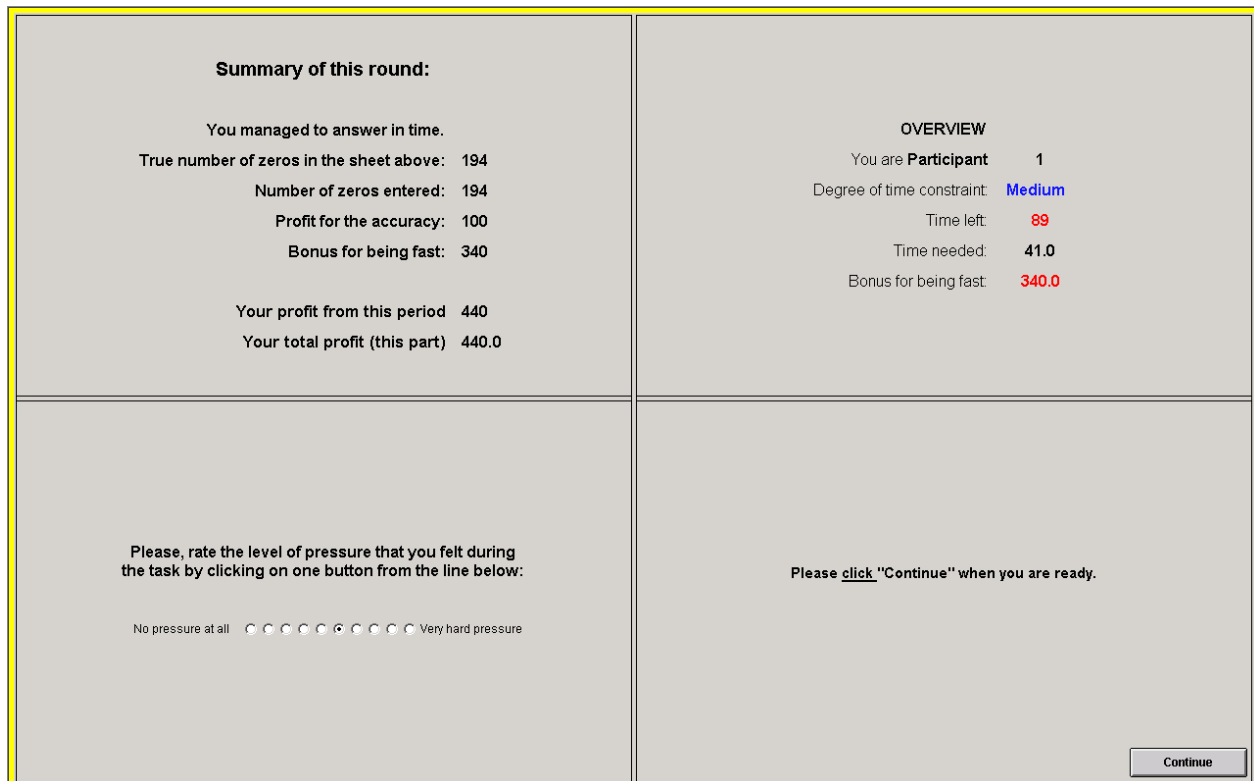 Summary of this round:
You managed to answer in time.
True number of zeros in the sheet above: 194
Number of zeros entered: 194
Profit for the accuracy: 100
Bonus for being fast: 340
Your profit from this period 440
Your total profit (this part) 440.0
OVERVIEW
You are Participant 1
Degree of time constraint: Medium
Time left: 89
Time needed: 41.0
Bonus for being fast: 340.0
Please, rate the level of pressure that you felt during
the task by clicking on one button from the line below:
No pressure at all Very hard pressure
Please click "Continue" when you are ready.
Continue